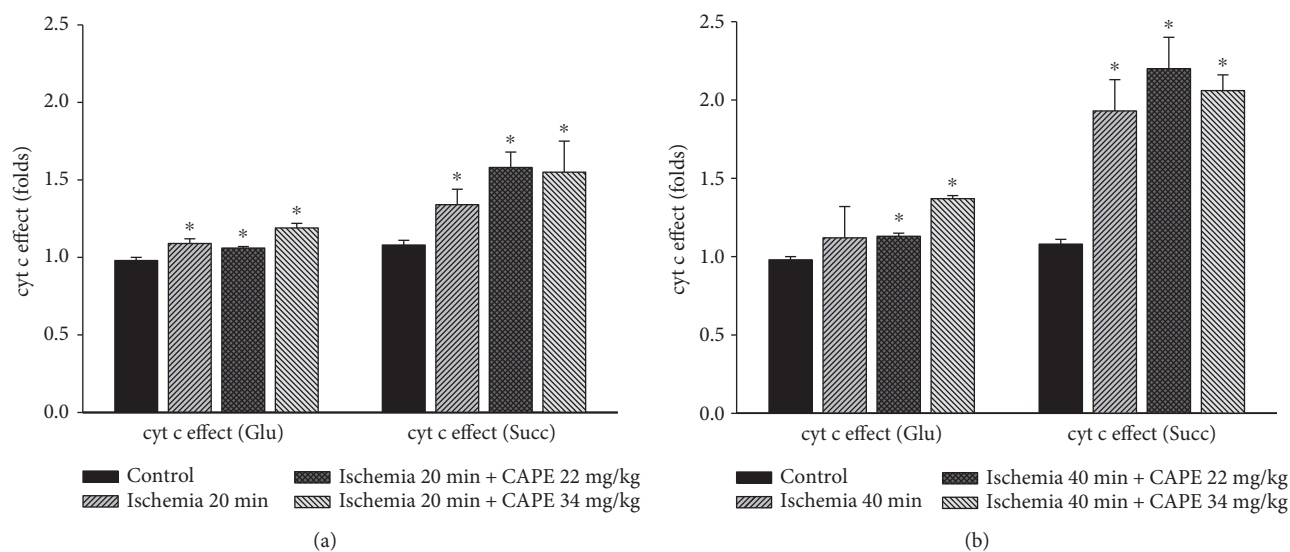 2.5
2.0
1.5
1.0
0.5
0.0
cyt c effect (folds)
* * * * * *
cyt c effect (Glu) cyt c effect (Succ)
Control Ischemia 20 min + CAPE 22 mg/kg
Ischemia 20 min Ischemia 20 min + CAPE 34 mg/kg
(a)
2.5
2.0
1.5
1.0
0.5
0.0
cyt c effect (folds)
* * * * *
cyt c effect (Glu) cyt c effect (Succ)
Control Ischemia 40 min + CAPE 22 mg/kg
Ischemia 40 min Ischemia 40 min + CAPE 34 mg/kg
(b)